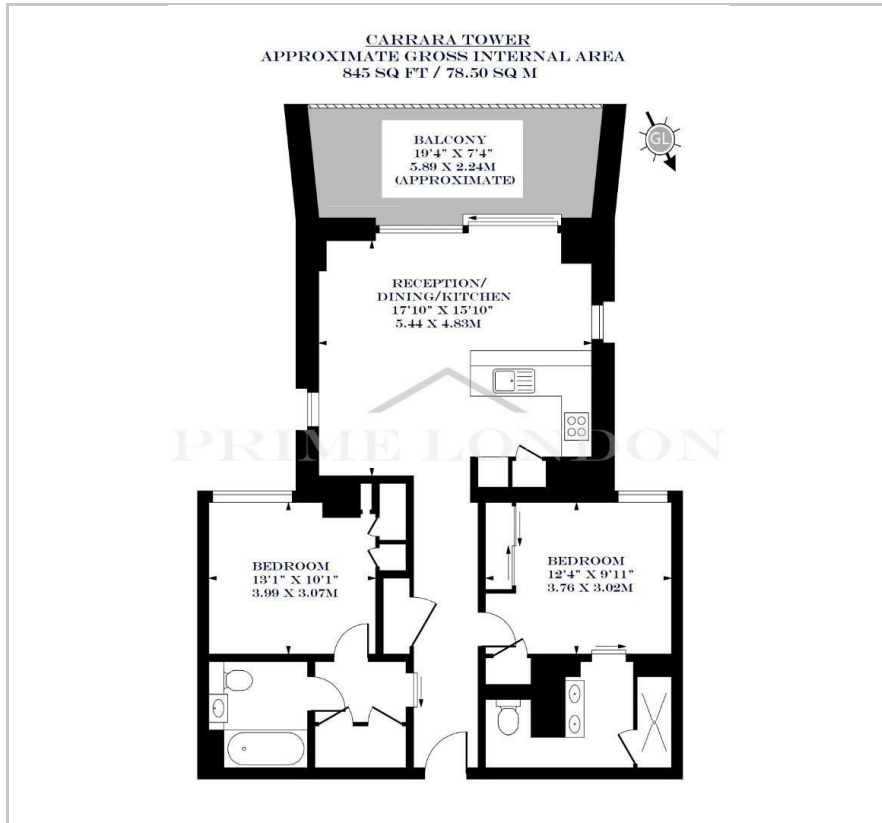 CARRARA TOWER
APPROXIMATE GROSS INTERNAL AREA
845 SQ FT / 78.50 SQ M
BALCONY
19'4" X 7'4"
5.89 X 2.24M
(APPROXIMATE)
GL
RECEPTION/
DINING/KITCHEN
17'10" X 15'10"
5.44 X 4.83M
PRIME LONDON
BEDROOM
13'1" X 10'1"
3.99 X 3.07M
BEDROOM
12'4" X 9'11"
3.76 X 3.02M